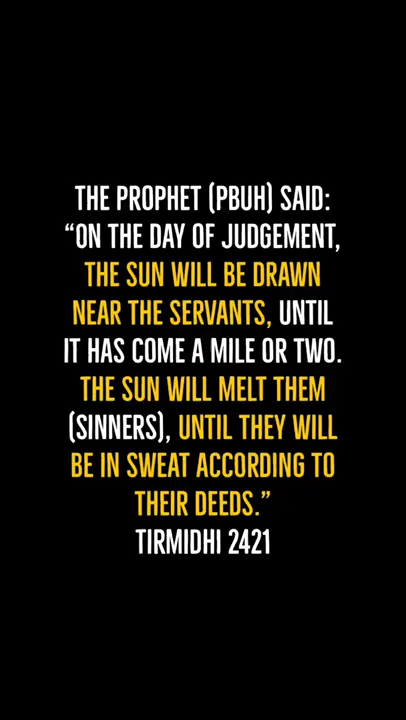 THE PROPHET (PBUH) SAID:
"ON THE DAY OF JUDGEMENT,
THE SUN WILL BE DRAWN
NEAR THE SERVANTS, UNTIL
IT HAS COME A MILE OR TWO.
THE SUN WILL MELT THEM
(SINNERS), UNTIL THEY WILL
BE IN SWEAT ACCORDING TO
THEIR DEEDS."
TIRMIDHI 2421